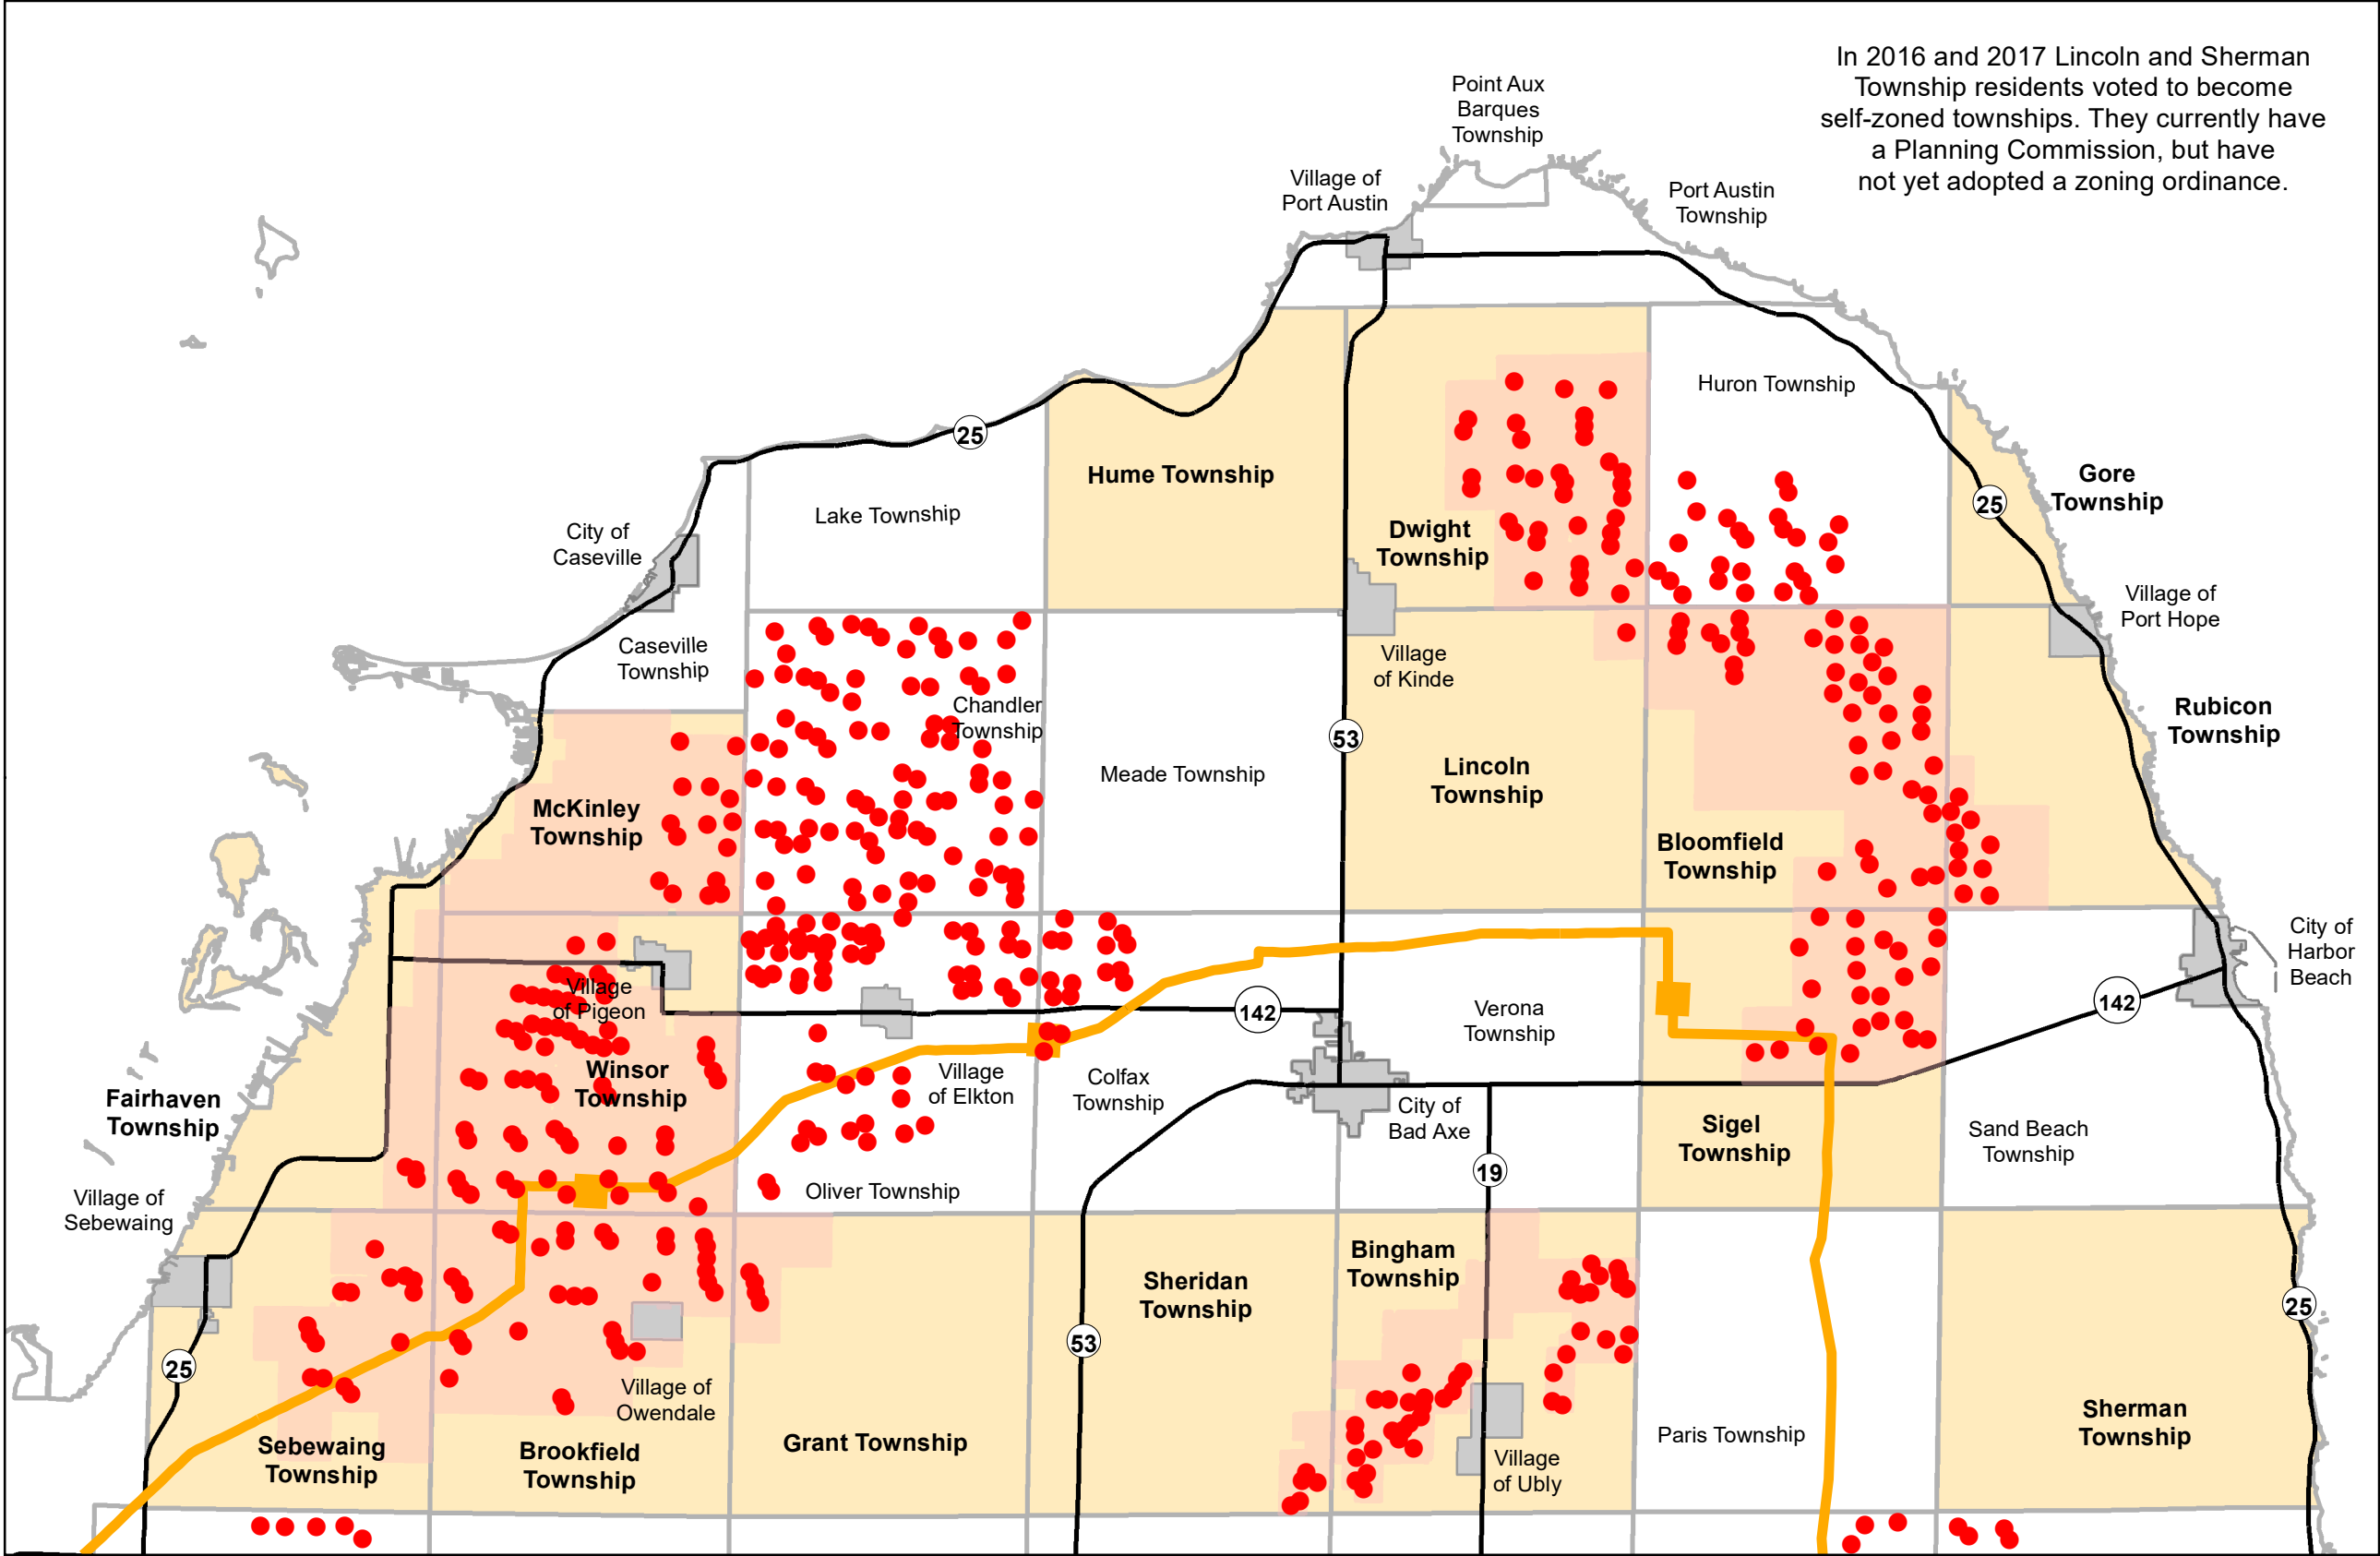 In 2016 and 2017 Lincoln and Sherman
Township residents voted to become
self-zoned townships. They currently have
a Planning Commission, but have
not yet adopted a zoning ordinance.
Point Aux
Barques
Township
Village of
Port Austin
Port Austin
Township
Huron Township
25
Hume Township
Gore
Township
25
Lake Township
City of
Caseville
Dwight
Township
Village of
Port Hope
Caseville
Township
Village
of Kinde
Chandler
Township
Rubicon
Township
53
Meade Township
Lincoln
Township
McKinley
Township
Bloomfield
Township
City of
Harbor
Beach
Village
of Pigeon
142
Verona
Township
142
Winsor
Township
Village
of Elkton
Colfax
Township
Fairhaven
Township
City of
Bad Axe
Sigel
Township
Sand Beach
Township
19
Village of
Sebewaing
Oliver Township
Bingham
Township
Sheridan
Township
25
53
25
Village of
Owendale
Sebewaing
Township
Brookfield
Township
Grant Township
Village
of Ubly
Paris Township
Sherman
Township